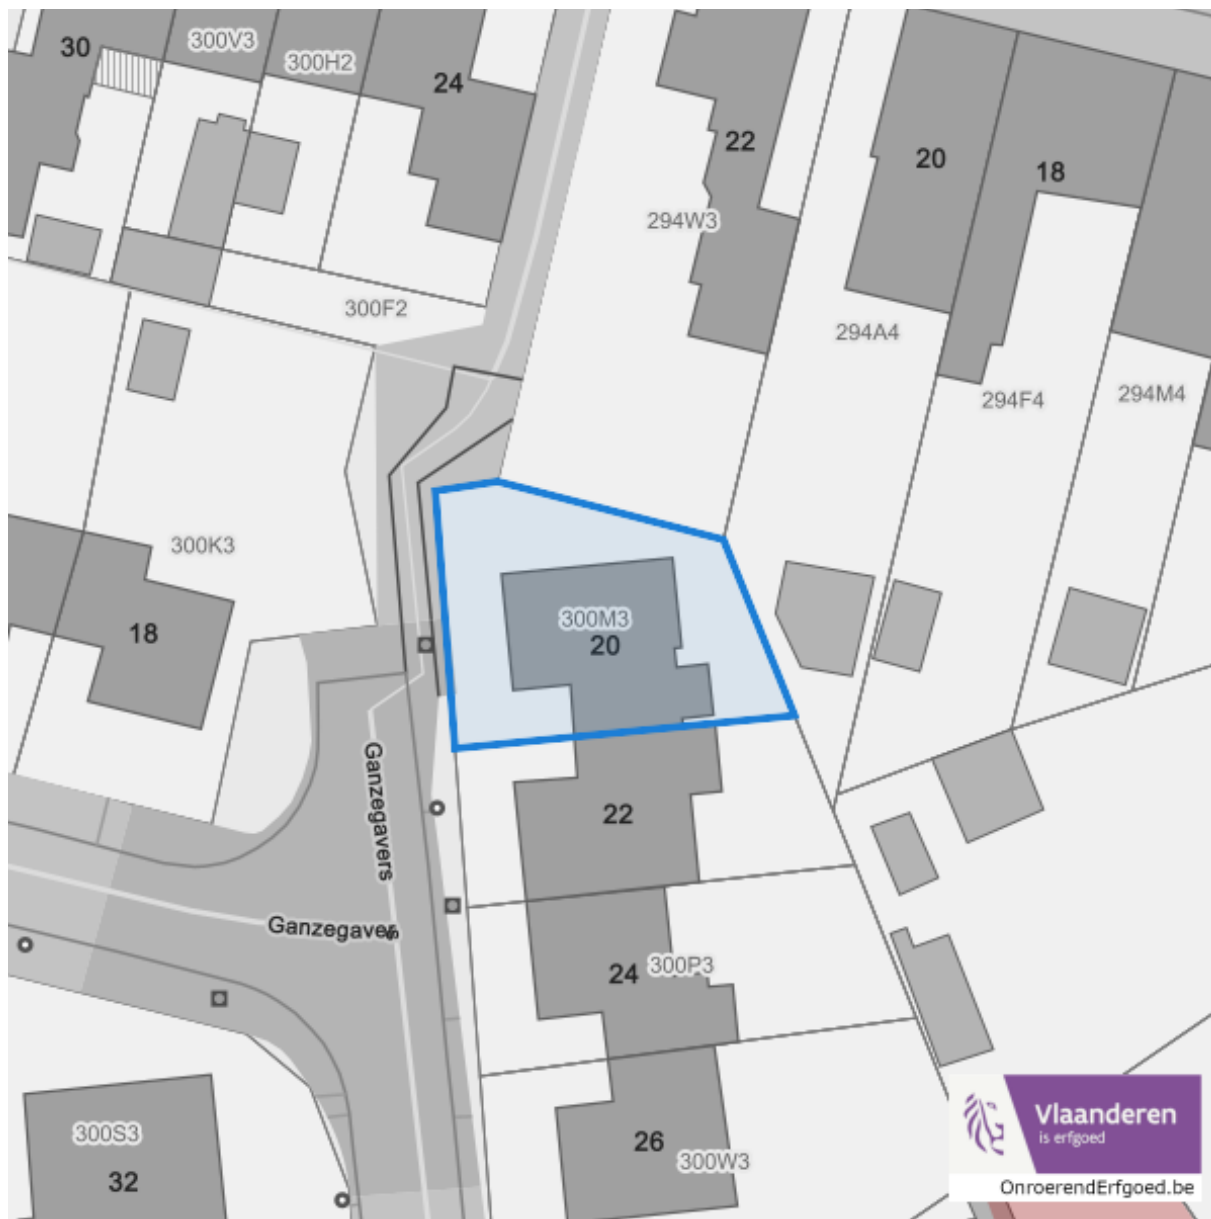 30
300V3
300H2
24
22
20
18
294W3
300F2
294A4
294F4
294M4
300K3
18
300M3
20
Ganzegavers
22
Ganzegavers
24
300P3
26
300W3
300S3
32
Vlaanderen
is erfgoed
OnroerendErfgoed.be